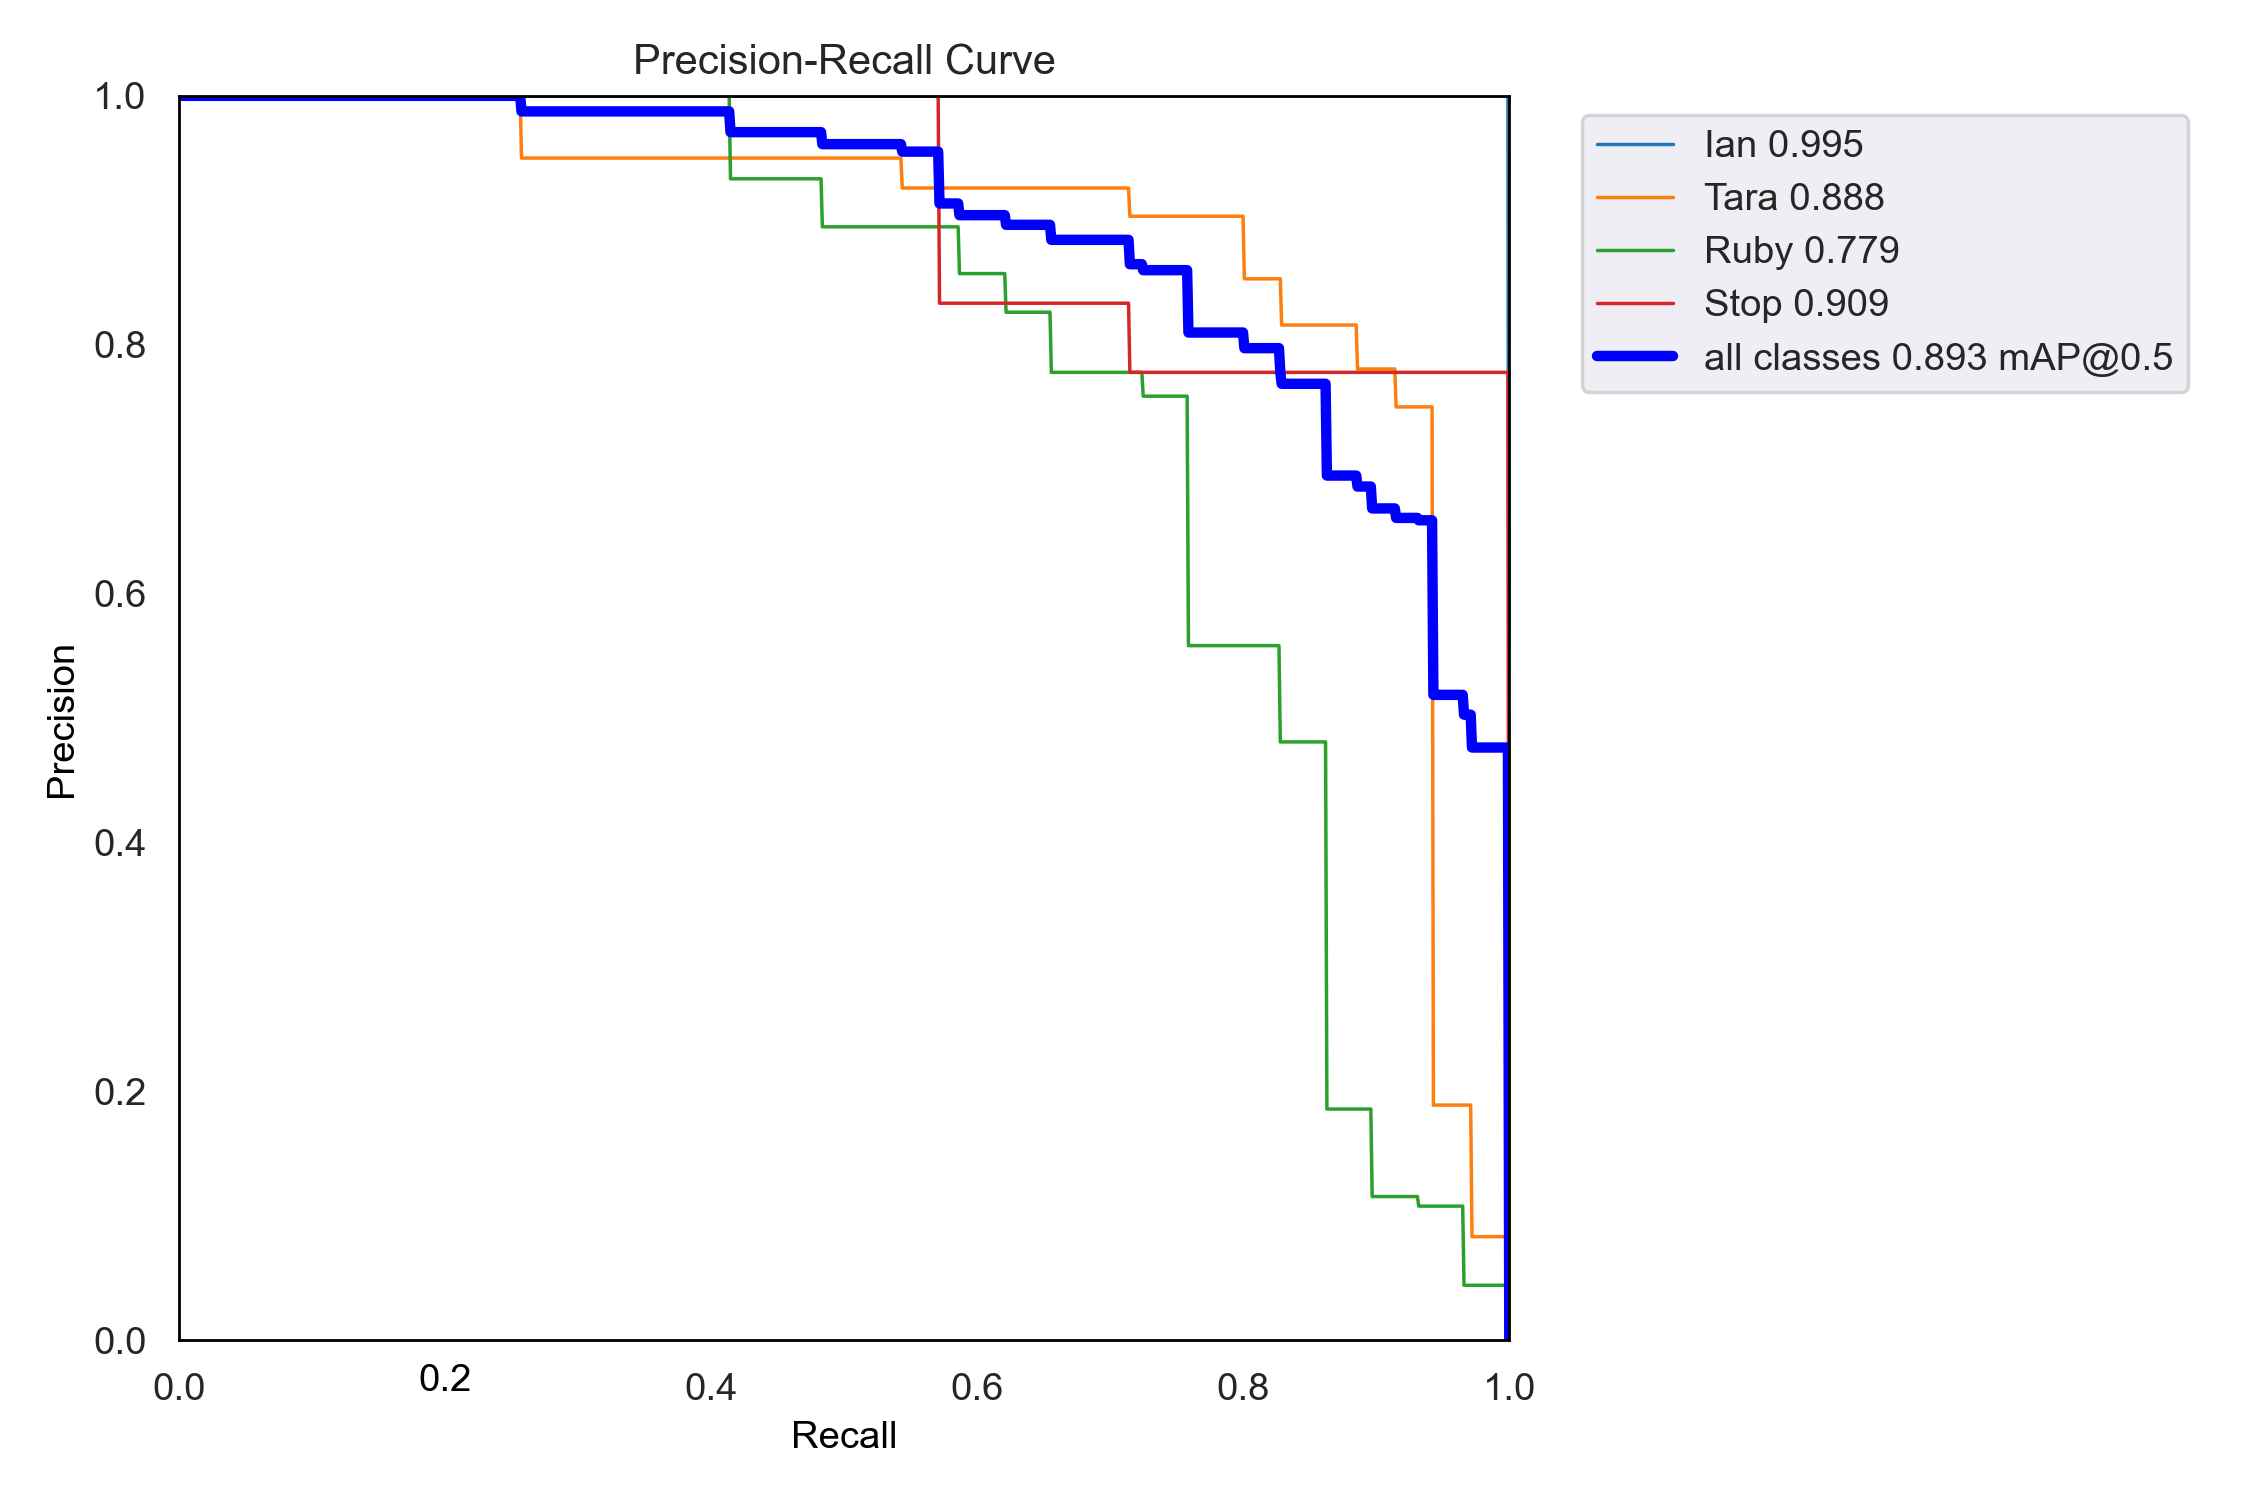 Precision-Recall Curve
1.0
0.8
0.6
0.4
0.2
0.0
Precision
0.0 0.2 0.4 0.6 0.8 1.0
Recall
Ian 0.995
Tara 0.888
Ruby 0.779
Stop 0.909
all classes 0.893 mAP@0.5